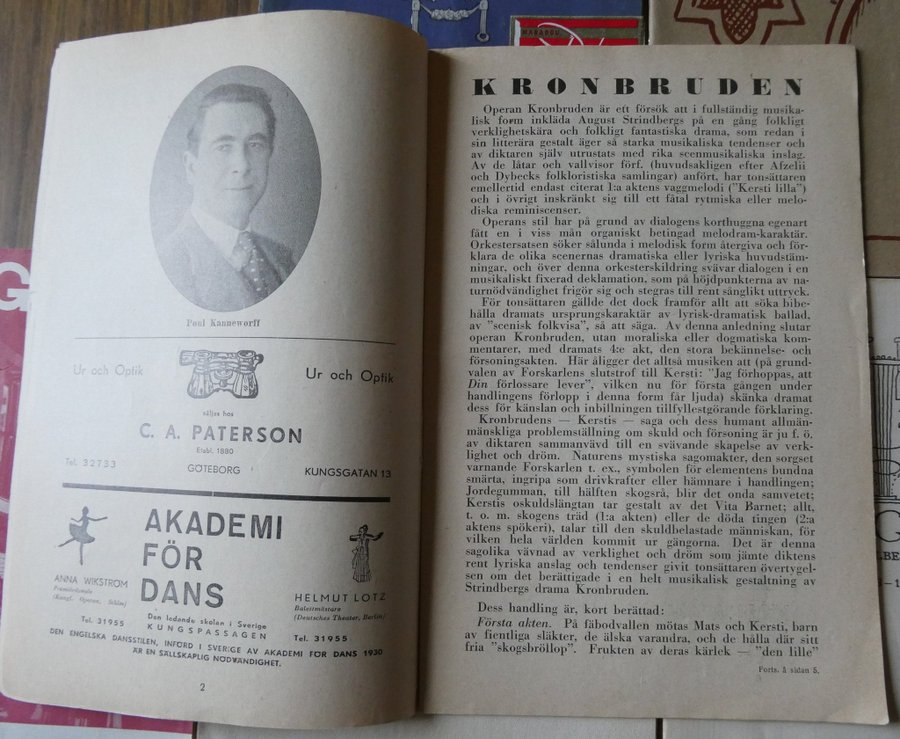 MARABOU
G
Poul Kanneworff
Ur och Optik
Ur och Optik
säljes hos
C. A. PATERSON
Etabl. 1880
Tel. 32733
GÖTEBORG
KUNGSGATAN 13
AKADEMI
FÖR
DANS
ANNA WIKSTRÖM
Premiärdansös
(Kungl. Operan, Sthlm)
Tel. 31955
Den ledande skolan i Sverige
KUNGSPASSAGEN
HELMUT LOTZ
Balettmästare
(Deutsches Theater, Berlin)
Tel. 31955
DEN ENGELSKA DANSSTILEN, INFÖRD I SVERIGE AV AKADEMI FÖR DANS 1930
ÄR EN SÄLLSKAPLIG NÖDVÄNDIGHET.
2
KRONBRUDEN
Operan Kronbruden är ett försök att i fullständig musika-
lisk form inkläda August Strindbergs på en gång folkligt
verklighetskära och folkligt fantastiska drama, som redan i
sin litterära gestalt äger så starka musikaliska tendenser och
av diktaren själv utrustats med rika scenmusikaliska inslag.
Av de låtar och vallvisor förf. (huvudsakligen efter Afzelii
och Dybecks folkloristiska samlingar) anfört, har tonsättaren
emellertid endast citerat 1:a aktens vaggmelodi ("Kersti lilla")
och i övrigt inskränkt sig till ett fåtal rytmiska eller melo-
diska reminiscenser.
Operans stil har på grund av dialogens korthuggna egenart
fått en i viss mån organiskt betingad melodram-karaktär.
Orkestersatsen söker sålunda i melodisk form återgiva och för-
klara de olika scenernas dramatiska eller lyriska huvudstäm-
ningar, och över denna orkesterskildring svävar dialogen i en
musikaliskt fixerad deklamation, som på höjdpunkterna av na-
turnödvändighet frigör sig och stegras till rent sångligt uttryck.
För tonsättaren gällde det dock framför allt att söka bibe-
hålla dramats ursprungskaraktär av lyrisk-dramatisk ballad,
av "scenisk folkvisa", så att säga. Av denna anledning slutar
operan Kronbruden, utan moraliska eller dogmatiska kom-
mentarer, med dramats 4:e akt, den stora bekännelse- och
försoningsakten. Här åligger det alltså musiken att (på grund-
valen av Forskarlens slutstrof till Kersti: "Jag förhoppas, att
Din förlossare lever", vilken nu för första gången under
handlingens förlopp i denna form får ljuda) skänka dramat
dess för känslan och inbillningen tillfyllestgörande förklaring.
Kronbrudens — Kerstis — saga och dess humant allmän-
mänskliga problemställning om skuld och försoning är ju f. ö.
av diktaren sammanvävd till en svävande skapelse av verk-
lighet och dröm. Naturens mystiska sagomakter, den sorgset
varnande Forskarlen t. ex., symbolen för elementens bundna
smärta, ingripa som drivkrafter eller hämnare i handlingen;
Jordegumman, till hälften skogsrå, blir det onda samvetet;
Kerstis oskuldslängtan tar gestalt av det Vita Barnet; allt,
t. o. m. skogens träd (1:a akten) eller de döda tingen (2:a
aktens spökeri), talar till den skuldbelastade människan, för
vilken hela världen kommit ur gängorna. Det är denna
sagolika vävnad av verklighet och dröm som jämte diktens
rent lyriska anslag och tendenser givit tonsättaren övertygel-
sen om det berättigade i en helt musikalisk gestaltning av
Strindbergs drama Kronbruden.
Dess handling är, kort berättad:
Första akten. På fäbodvallen mötas Mats och Kersti, barn
av fientliga släkter, de älska varandra, och de hålla där sitt
fria "skogsbröllop". Frukten av deras kärlek — "den lille"
Forts. å sidan 5.
3